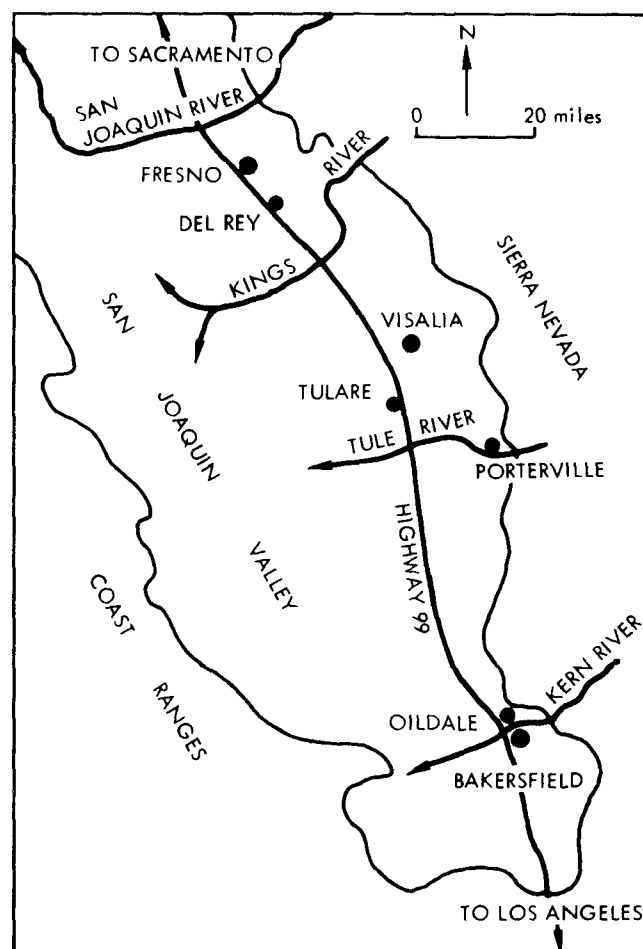 TO SACRAMENTO
N
SAN
JOAQUIN RIVER
0 20 miles
FRESNO
RIVER
DEL REY
KINGS
SIERRA NEVADA
SAN
VISALIA
TULARE
JOAQUIN
TULE RIVER
PORTERVILLE
HIGHWAY 99
VALLEY
COAST
RANGES
KERN RIVER
OILDALE
BAKERSFIELD
TO LOS ANGELES